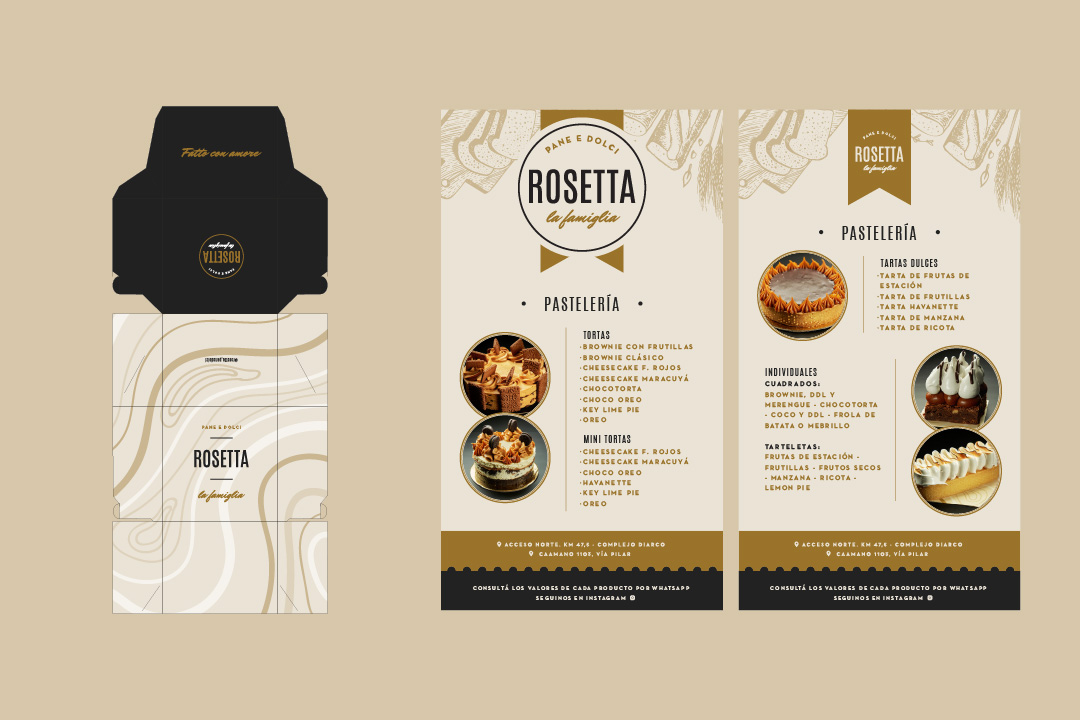 Fatto con amore
PANE E DOLCI
ROSETTA
la famiglia
PANE E DOLCI
ROSETTA
la famiglia
PANE E DOLCI
ROSETTA
la famiglia
• PASTELERÍA •
TORTAS
·BROWNIE CON FRUTILLAS
·BROWNIE CLÁSICO
·CHEESECAKE F. ROJOS
·CHEESECAKE MARACUYÁ
·CHOCOTORTA
·CHOCO OREO
·KEY LIME PIE
·OREO
MINI TORTAS
·CHEESECAKE F. ROJOS
·CHEESECAKE MARACUYÁ
·CHOCO OREO
·HAVANETTE
·KEY LIME PIE
·OREO
ACCESO NORTE. KM 47,5 - COMPLEJO DIARCO
CAAMANO 1103, VÍA PILAR
CONSULTÁ LOS VALORES DE CADA PRODUCTO POR WHATSAPP
SEGUINOS EN INSTAGRAM
PANE E DOLCI
ROSETTA
la famiglia
• PASTELERÍA •
TARTAS DULCES
·TARTA DE FRUTAS DE
ESTACIÓN
·TARTA DE FRUTILLAS
·TARTA HAVANETTE
·TARTA DE MANZANA
·TARTA DE RICOTA
INDIVIDUALES
CUADRADOS:
BROWNIE, DDL Y
MERENGUE - CHOCOTORTA
- COCO Y DDL - FROLA DE
BATATA O MEBRILLO
TARTELETAS:
FRUTAS DE ESTACIÓN -
FRUTILLAS - FRUTOS SECOS
- MANZANA - RICOTA -
LEMON PIE
ACCESO NORTE. KM 47,5 - COMPLEJO DIARCO
CAAMANO 1103, VÍA PILAR
CONSULTÁ LOS VALORES DE CADA PRODUCTO POR WHATSAPP
SEGUINOS EN INSTAGRAM